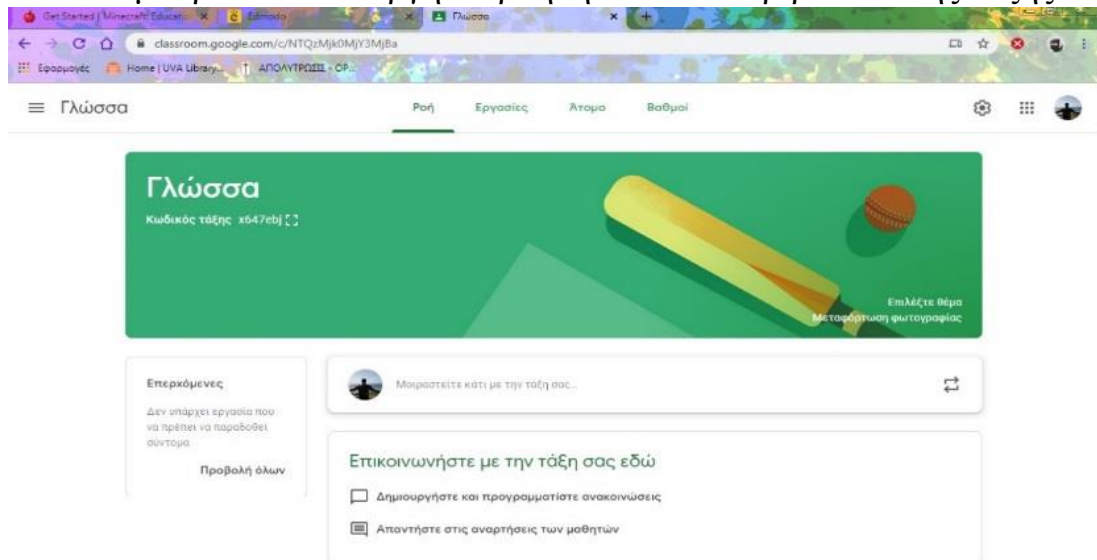 Get Started | Minecraft: Educatio
Edmodo
Γλώσσα
classroom.google.com/c/NTQzMjk0MjY3MjBa
Εφαρμογές
Home | UVA Library
ΑΠΟΛΥΤΡΩΣΙΣ - OP...
Γλώσσα
Ροή
Εργασίες
Άτομα
Βαθμοί
Γλώσσα
Κωδικός τάξης x647ebj
Επιλέξτε θέμα
Μεταφόρτωση φωτογραφίας
Επερχόμενες
Δεν υπάρχει εργασία που
να πρέπει να παραδοθεί
σύντομα
Προβολή όλων
Μοιραστείτε κάτι με την τάξη σας...
Επικοινωνήστε με την τάξη σας εδώ
Δημιουργήστε και προγραμματίστε ανακοινώσεις
Απαντήστε στις αναρτήσεις των μαθητών